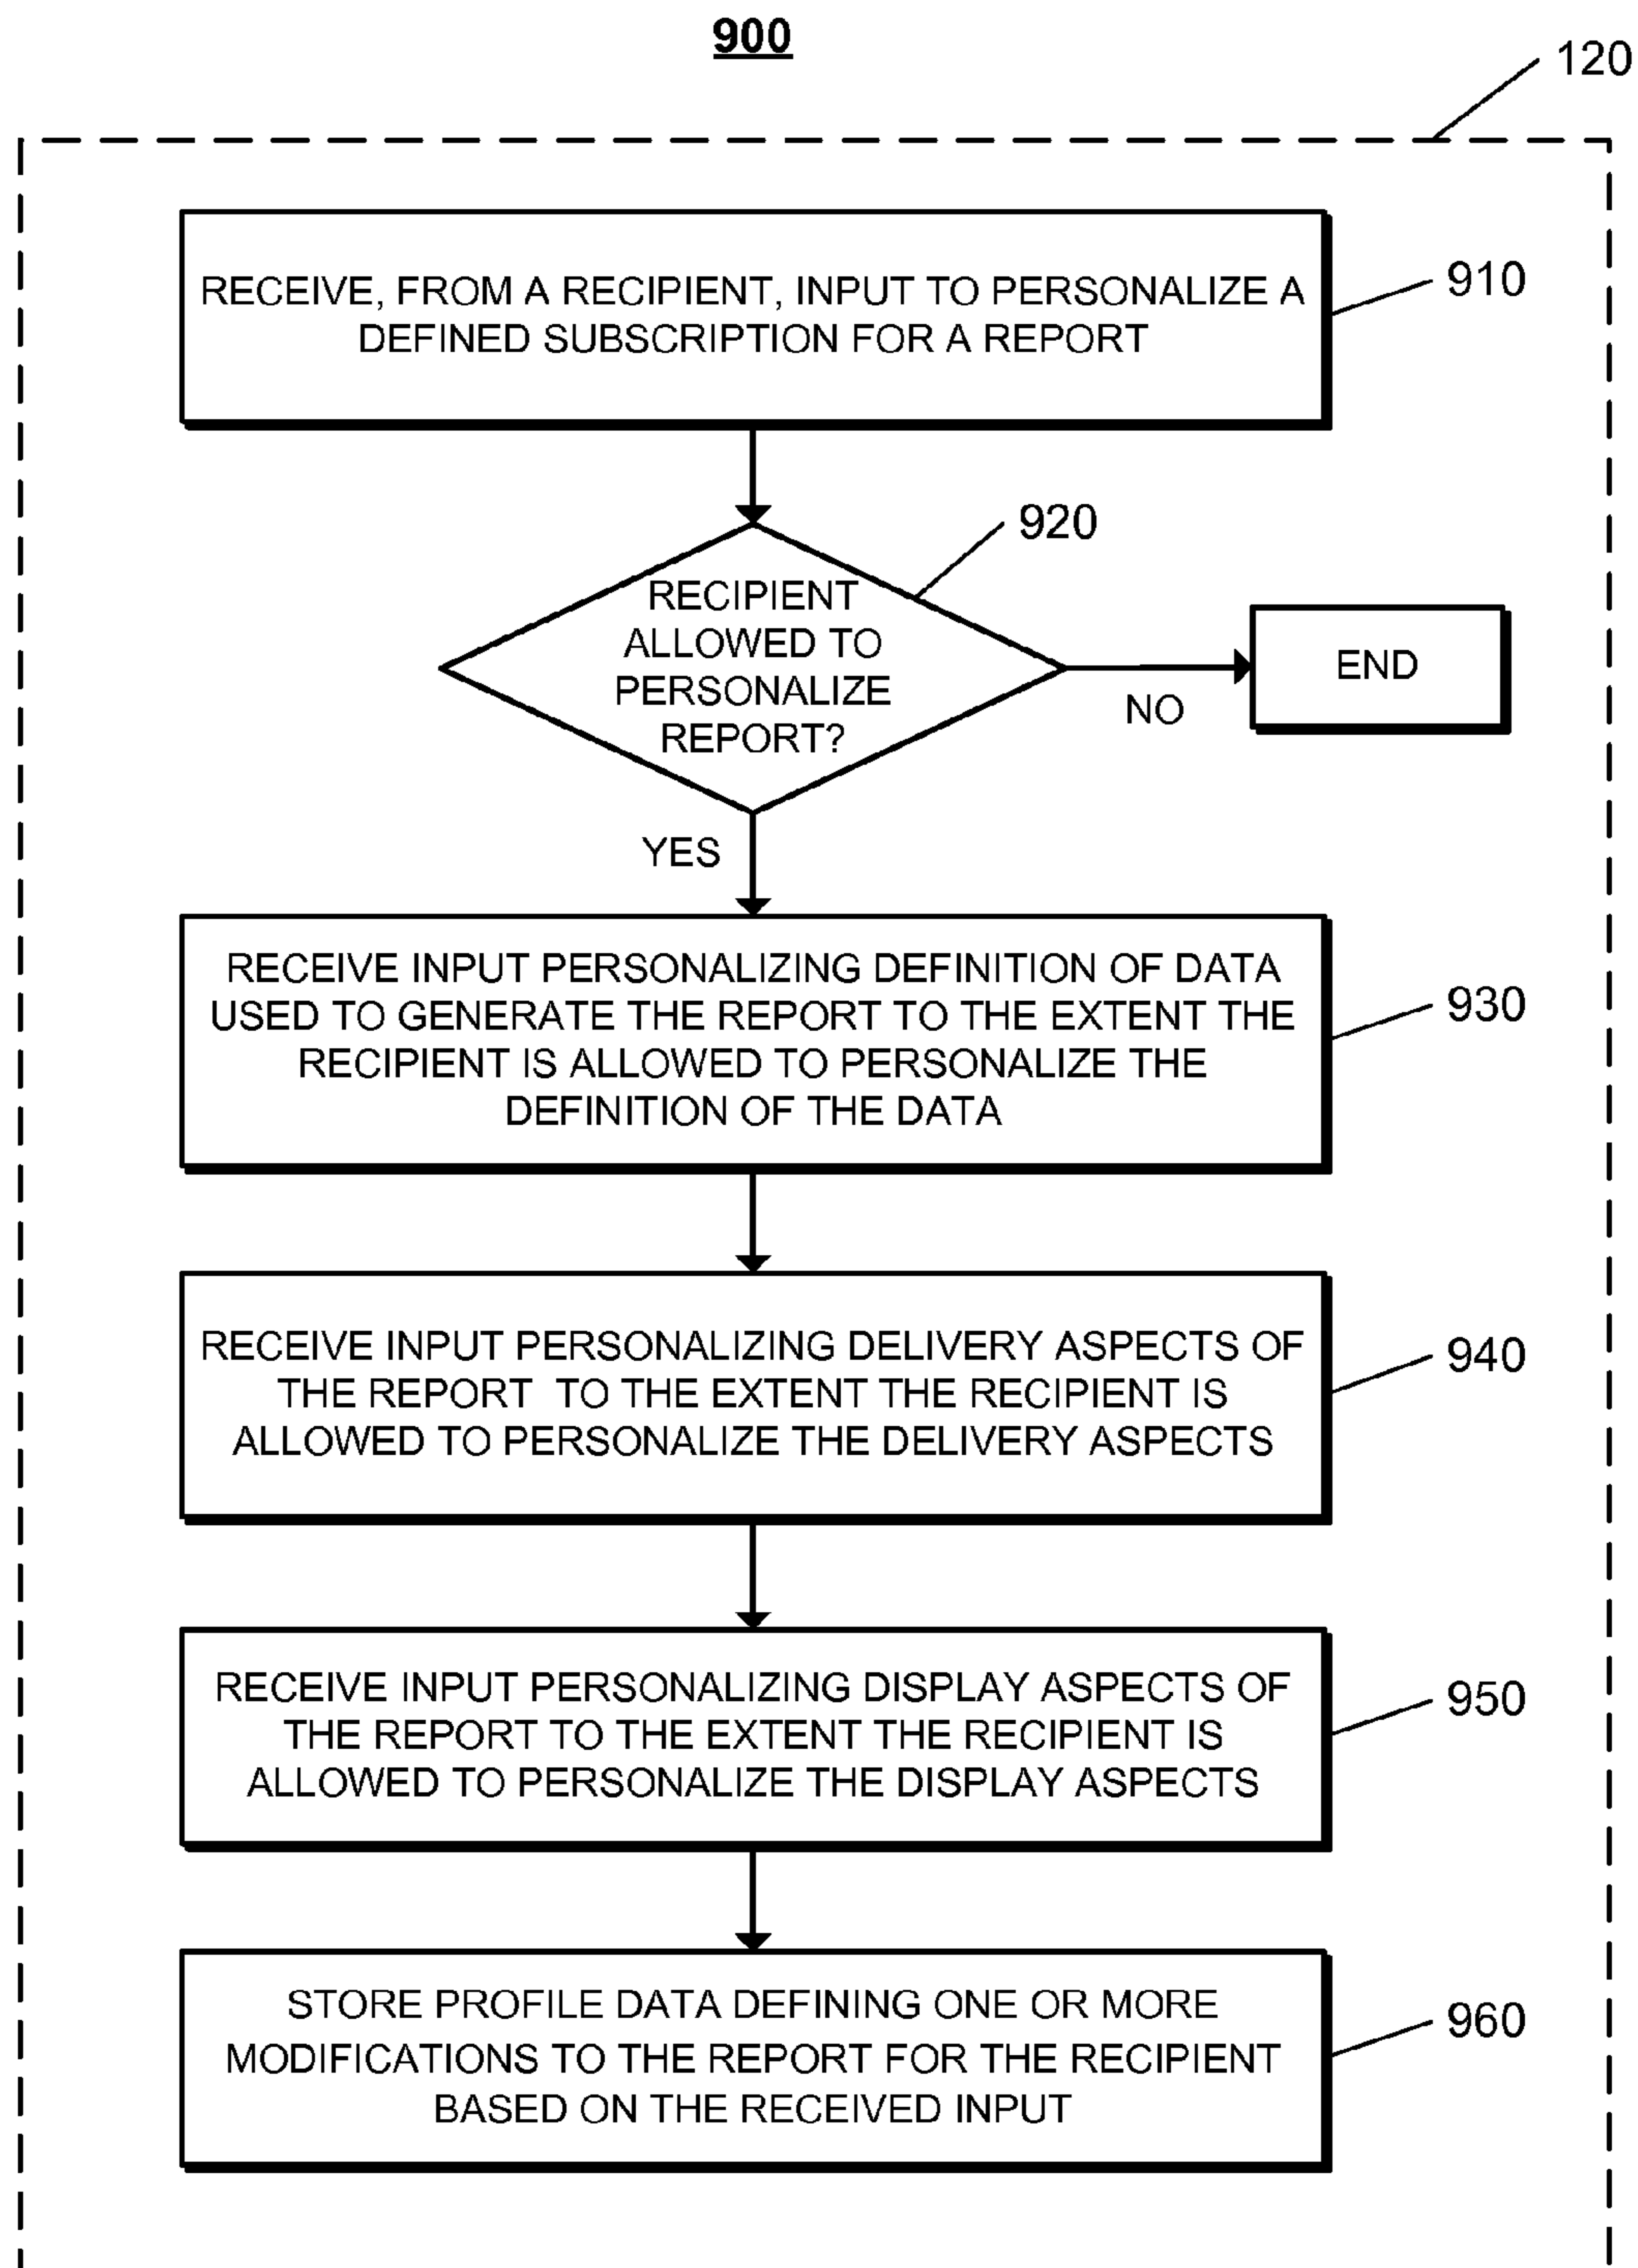 900
120
RECEIVE, FROM A RECIPIENT, INPUT TO PERSONALIZE A
DEFINED SUBSCRIPTION FOR A REPORT
910
920
RECIPIENT
ALLOWED TO
PERSONALIZE
REPORT?
NO
END
YES
RECEIVE INPUT PERSONALIZING DEFINITION OF DATA
USED TO GENERATE THE REPORT TO THE EXTENT THE
RECIPIENT IS ALLOWED TO PERSONALIZE THE
DEFINITION OF THE DATA
930
RECEIVE INPUT PERSONALIZING DELIVERY ASPECTS OF
THE REPORT TO THE EXTENT THE RECIPIENT IS
ALLOWED TO PERSONALIZE THE DELIVERY ASPECTS
940
RECEIVE INPUT PERSONALIZING DISPLAY ASPECTS OF
THE REPORT TO THE EXTENT THE RECIPIENT IS
ALLOWED TO PERSONALIZE THE DISPLAY ASPECTS
950
STORE PROFILE DATA DEFINING ONE OR MORE
MODIFICATIONS TO THE REPORT FOR THE RECIPIENT
BASED ON THE RECEIVED INPUT
960